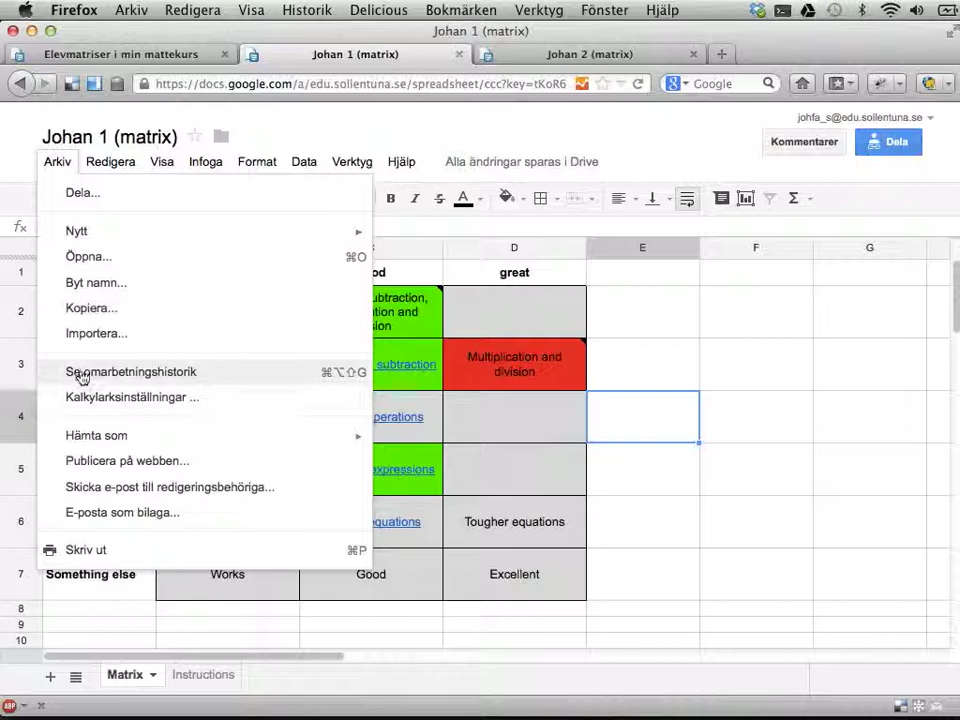 Firefox Arkiv Redigera Visa Historik Delicious Bokmärken Verktyg Fönster Hjälp
Johan 1 (matrix)
Elevmatriser i min mattekurs
Johan 1 (matrix)
Johan 2 (matrix)
https://docs.google.com/a/edu.sollentuna.se/spreadsheet/ccc?key=tKoR6
Google
johfa_s@edu.sollentuna.se
Johan 1 (matrix)
Kommentarer
Dela
Arkiv Redigera Visa Infoga Format Data Verktyg Hjälp Alla ändringar sparas i Drive
Dela...
Nytt
Öppna... ⌘O
Byt namn...
Kopiera...
Importera...
Se omarbetningshistorik ⌘⌥⇧G
Kalkylarksinställningar ...
Hämta som
Publicera på webben...
Skicka e-post till redigeringsbehöriga...
E-posta som bilaga...
Skriv ut ⌘P
fx
D E F G
1 od great
2 ubtraction,
tion and
sion
3 subtraction Multiplication and
division
4 perations
5 expressions
6 equations Tougher equations
7 Something else Works Good Excellent
8
9
10
Matrix Instructions
ABP